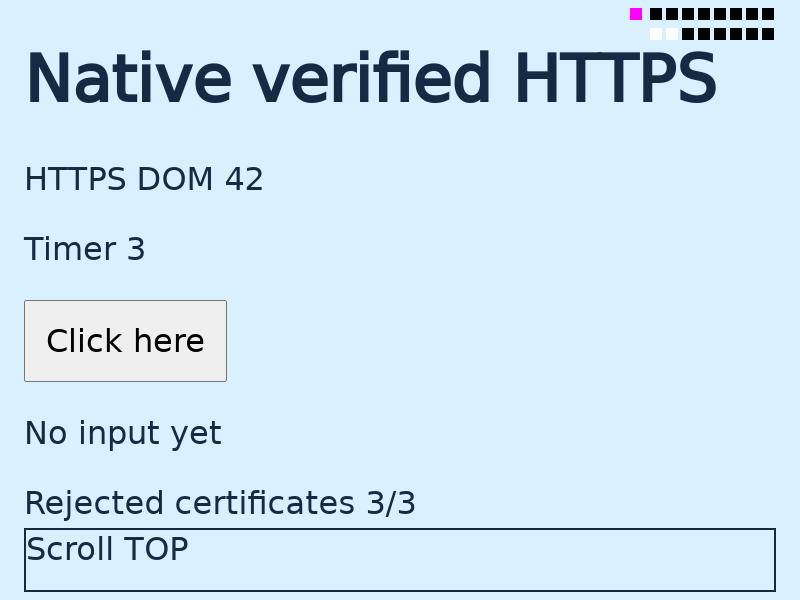 Native verified HTTPS
HTTPS DOM 42
Timer 3
Click here
No input yet
Rejected certificates 3/3
Scroll TOP